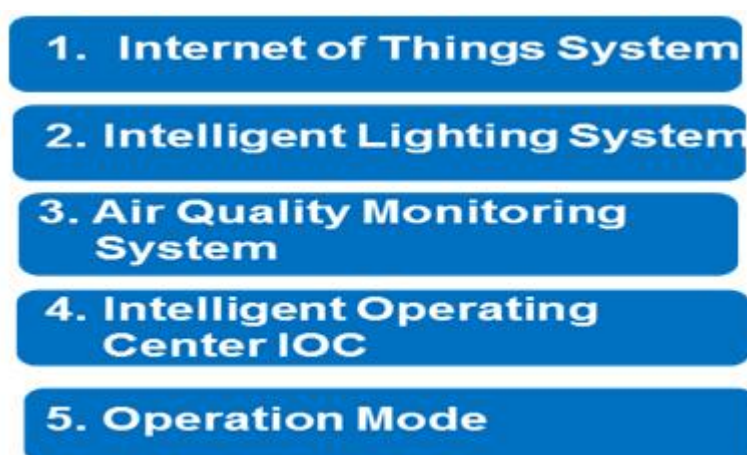 1. Internet of Things System
2. Intelligent Lighting System
3. Air Quality Monitoring
System
4. Intelligent Operating
Center IOC
5. Operation Mode